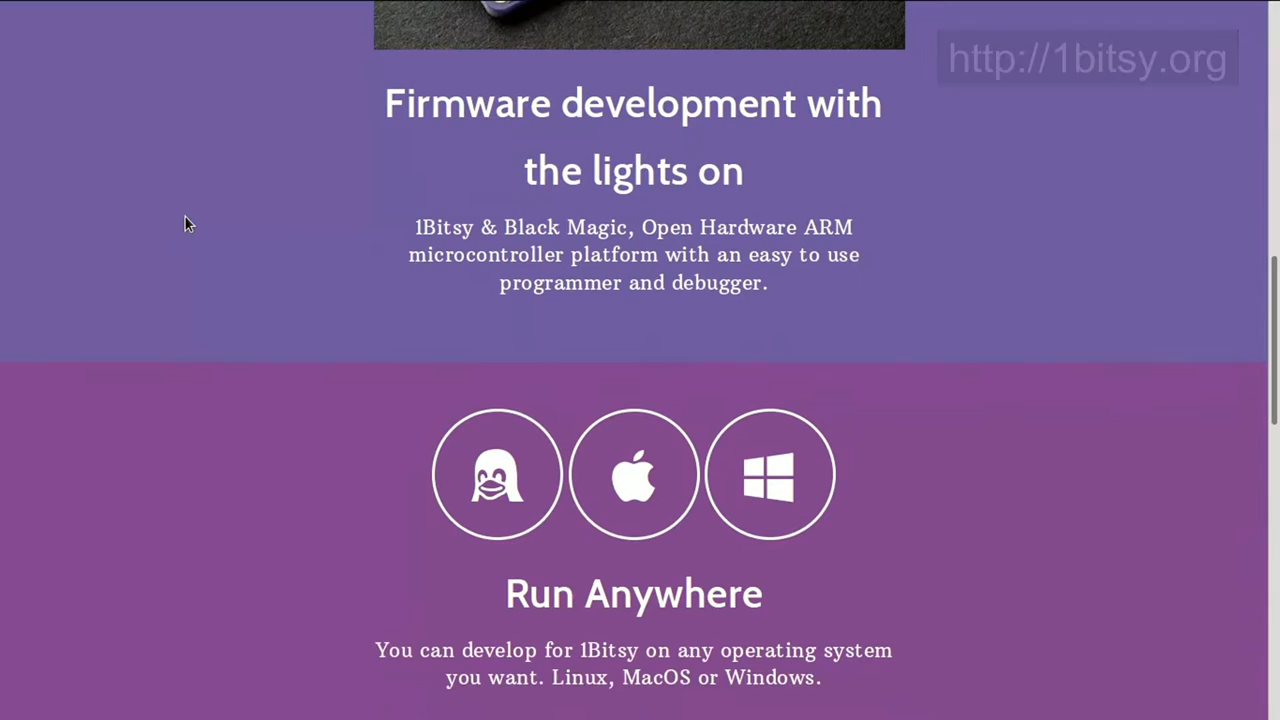 http://1bitsy.org
Firmware development with
the lights on
1Bitsy & Black Magic, Open Hardware ARM
microcontroller platform with an easy to use
programmer and debugger.
Run Anywhere
You can develop for 1Bitsy on any operating system
you want. Linux, MacOS or Windows.